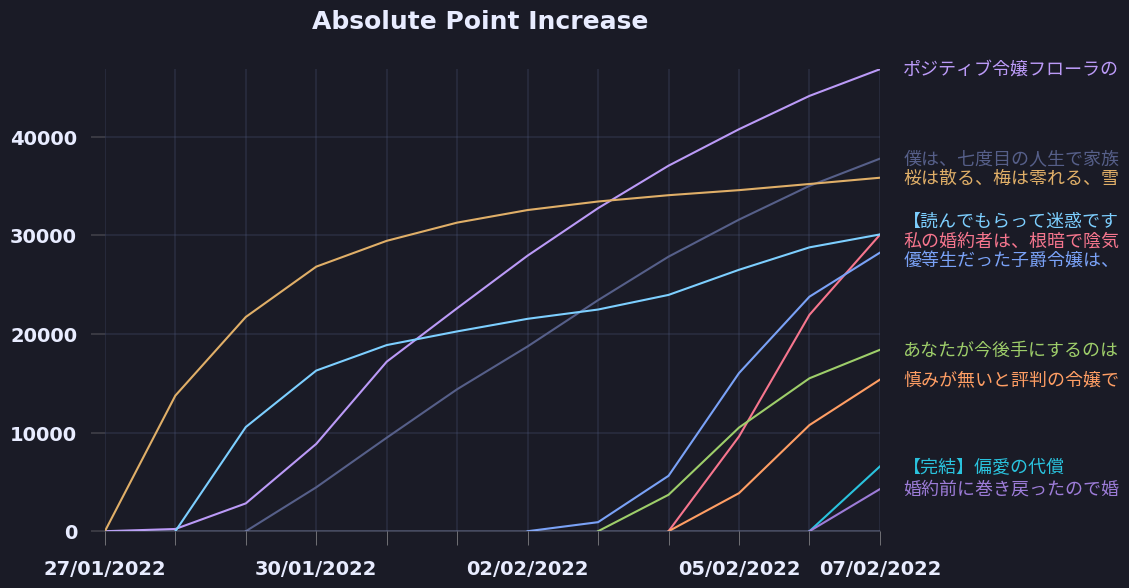 Absolute Point Increase
ポジティブ令嬢フローラの
40000
僕は、七度目の人生で家族
桜は散る、梅は零れる、雪
30000
【読んでもらって迷惑です
私の婚約者は、根暗で陰気
優等生だった子爵令嬢は、
20000
あなたが今後手にするのは
慎みが無いと評判の令嬢で
10000
【完結】偏愛の代償
婚約前に巻き戻ったので婚
0
27/01/2022 30/01/2022 02/02/2022 05/02/2022 07/02/2022